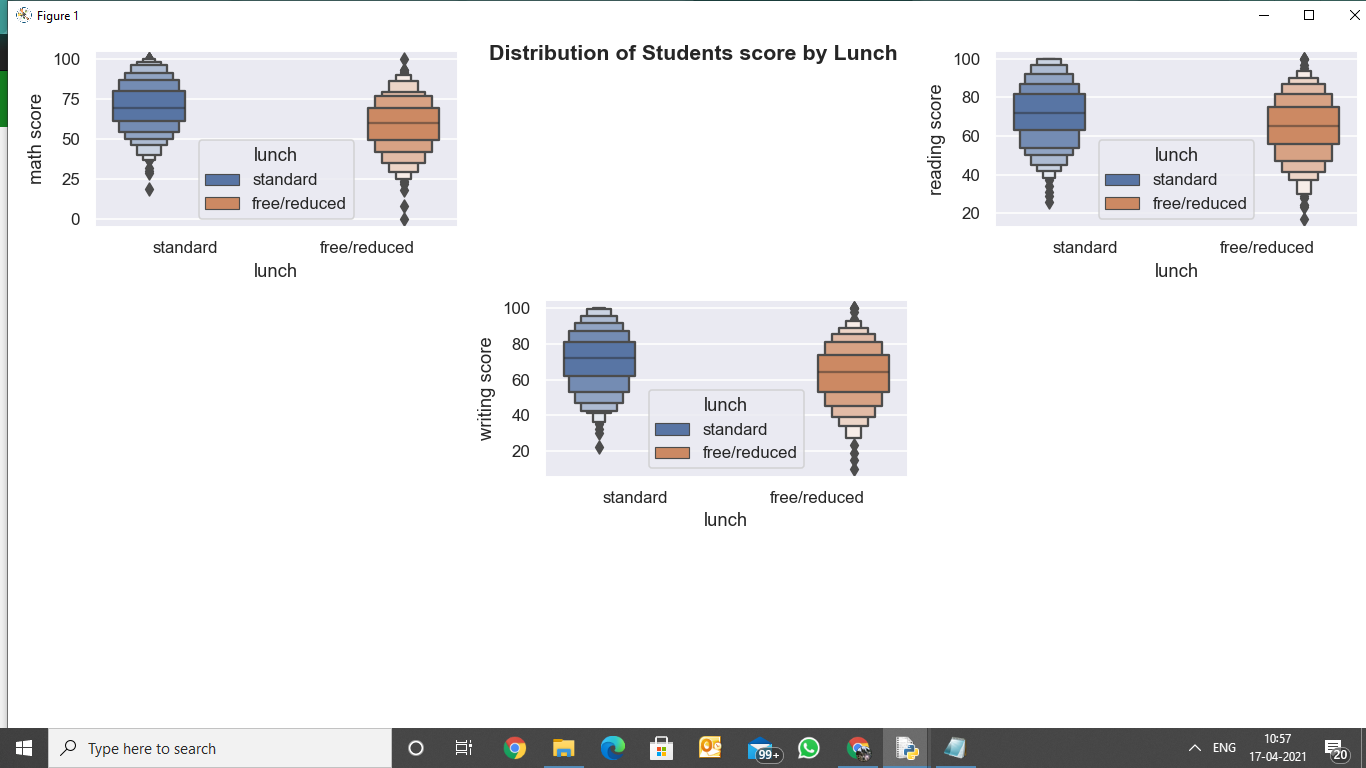 Figure 1
Distribution of Students score by Lunch
100
75
50
25
0
math score
lunch
standard
free/reduced
standard free/reduced
lunch
100
80
60
40
20
reading score
lunch
standard
free/reduced
standard free/reduced
lunch
100
80
60
40
20
writing score
lunch
standard
free/reduced
standard free/reduced
lunch
Type here to search
99+
ENG
10:57
17-04-2021
20